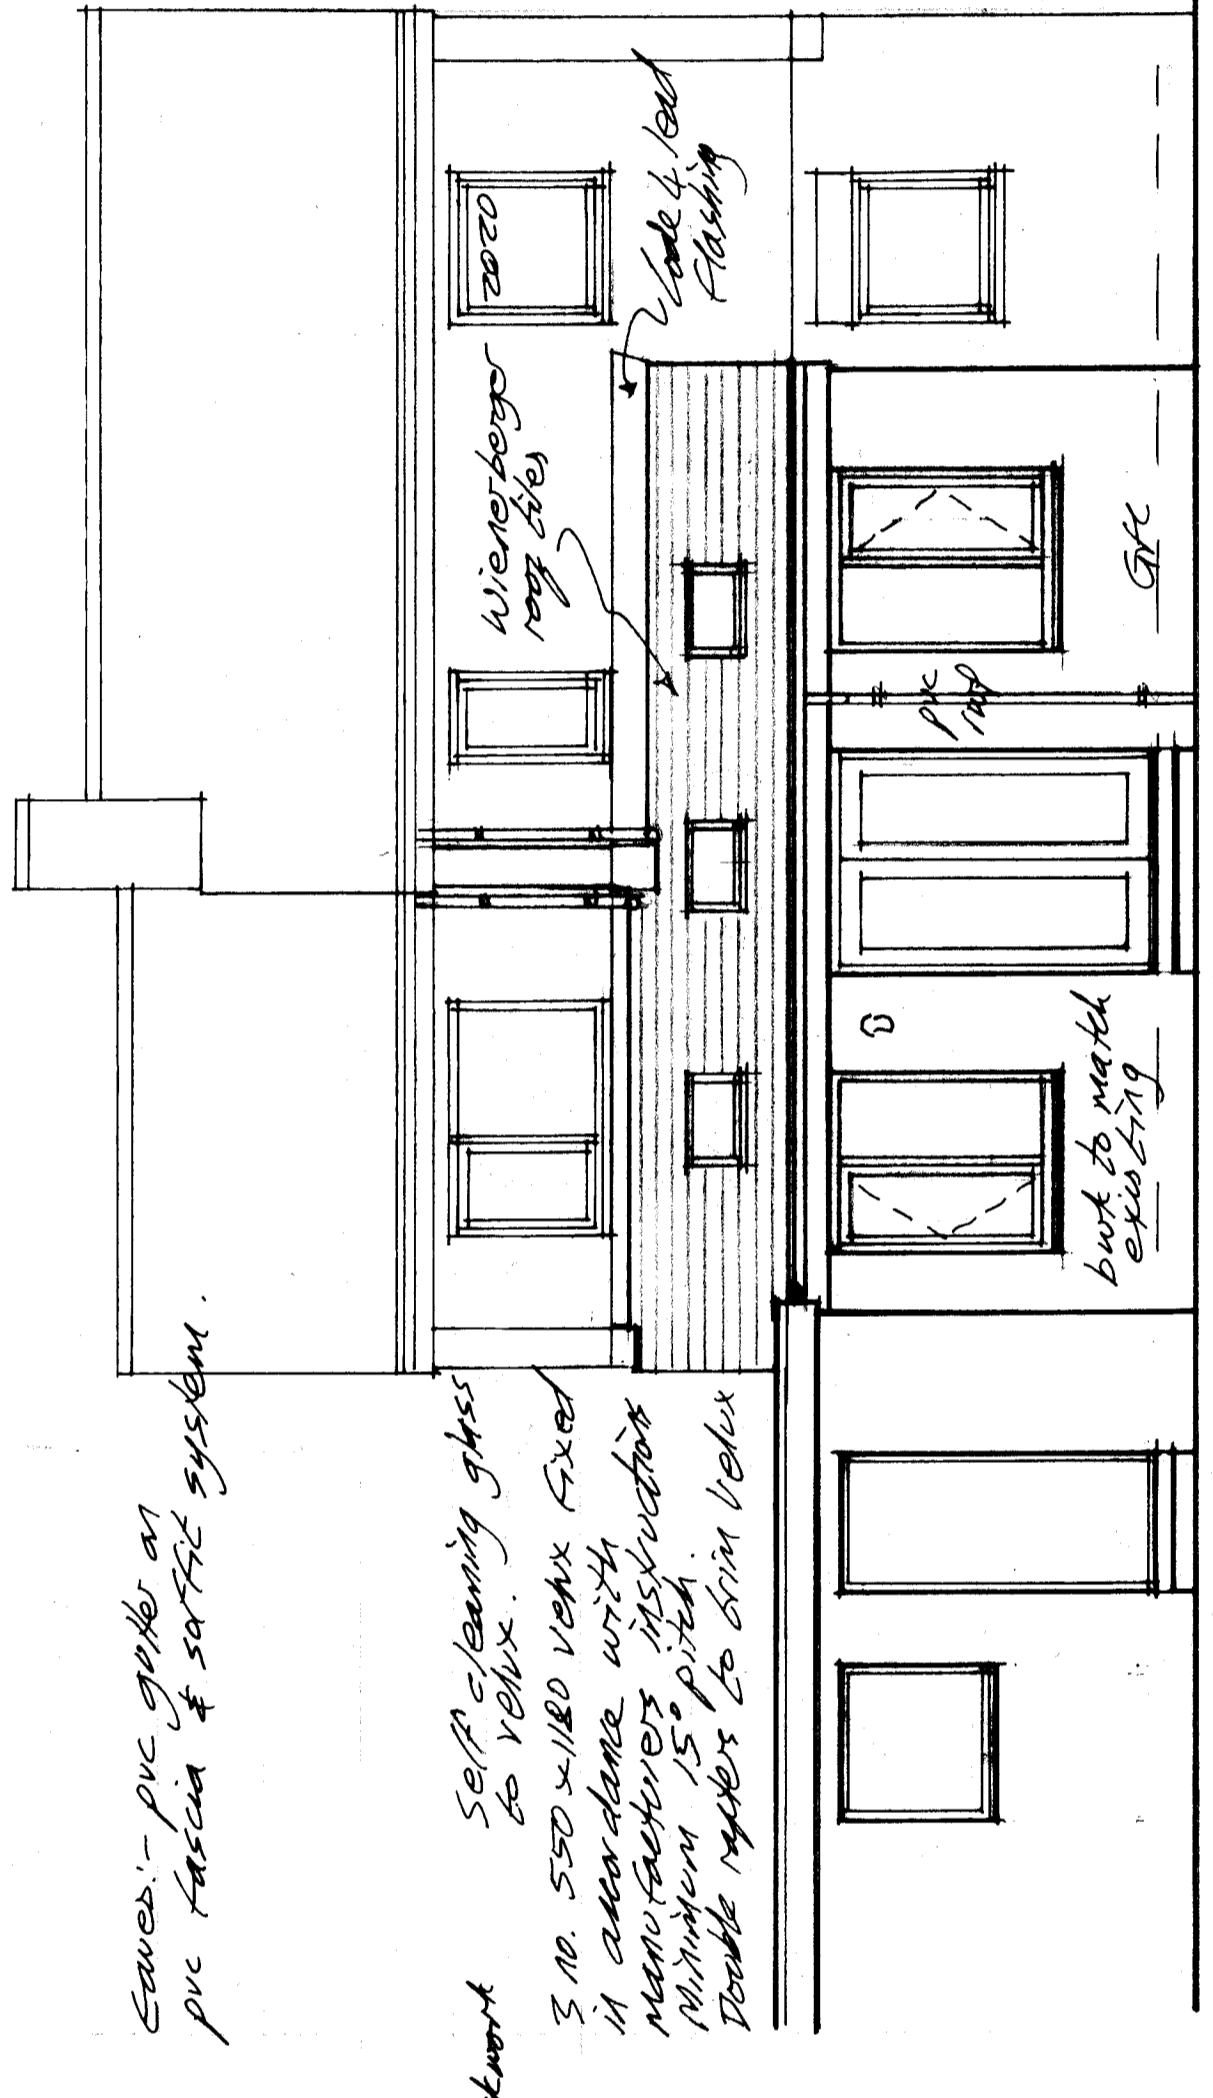 Eaves:- pvc gutter on
pvc fascia & soffit system.
Self cleaning glass
to velux.
3 no. 550 x 1180 velux fixed
in accordance with
manufacturers instructions
Minimum 15° pitch.
Double rafters to trim velux
2020
Code 4 lead
flashing
Wienerberger
roof tiles
pvc
rwp
GFL
bwk to match
existing